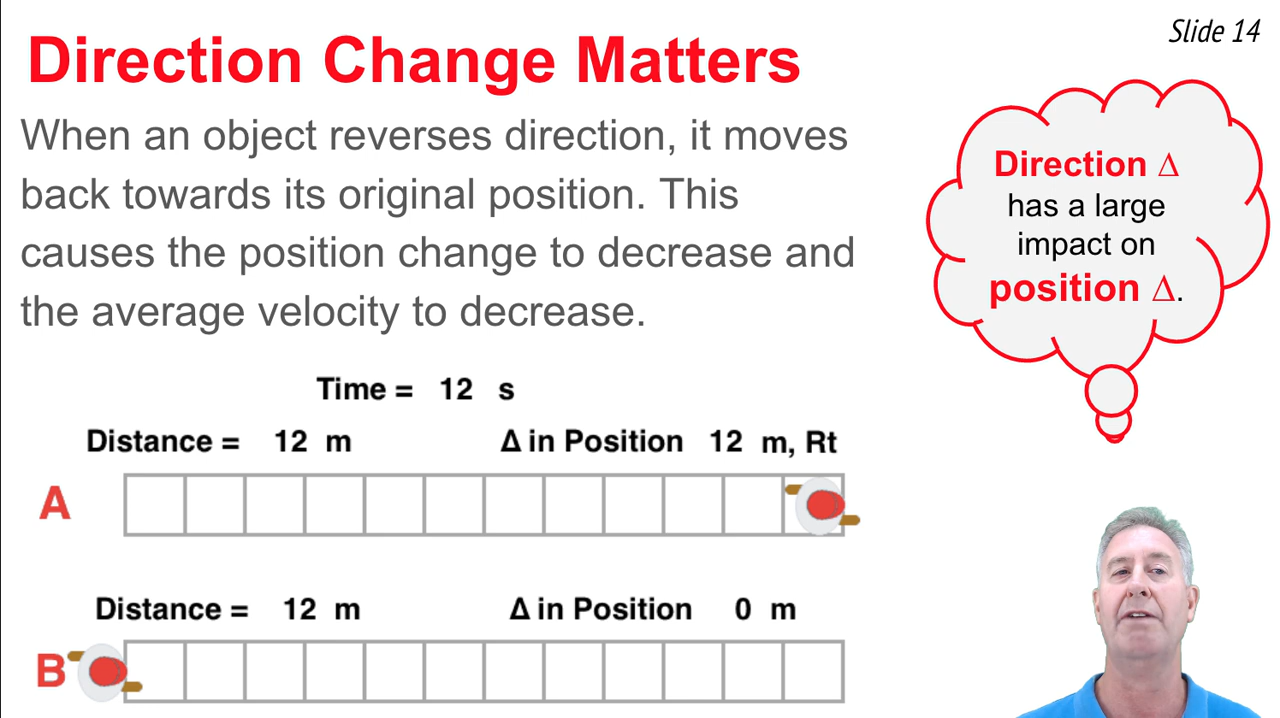 Slide 14
Direction Change Matters
When an object reverses direction, it moves
back towards its original position. This
causes the position change to decrease and
the average velocity to decrease.
Direction Δ
has a large
impact on
position Δ.
Time = 12 s
Distance = 12 m Δ in Position 12 m, Rt
A
Distance = 12 m Δ in Position 0 m
B